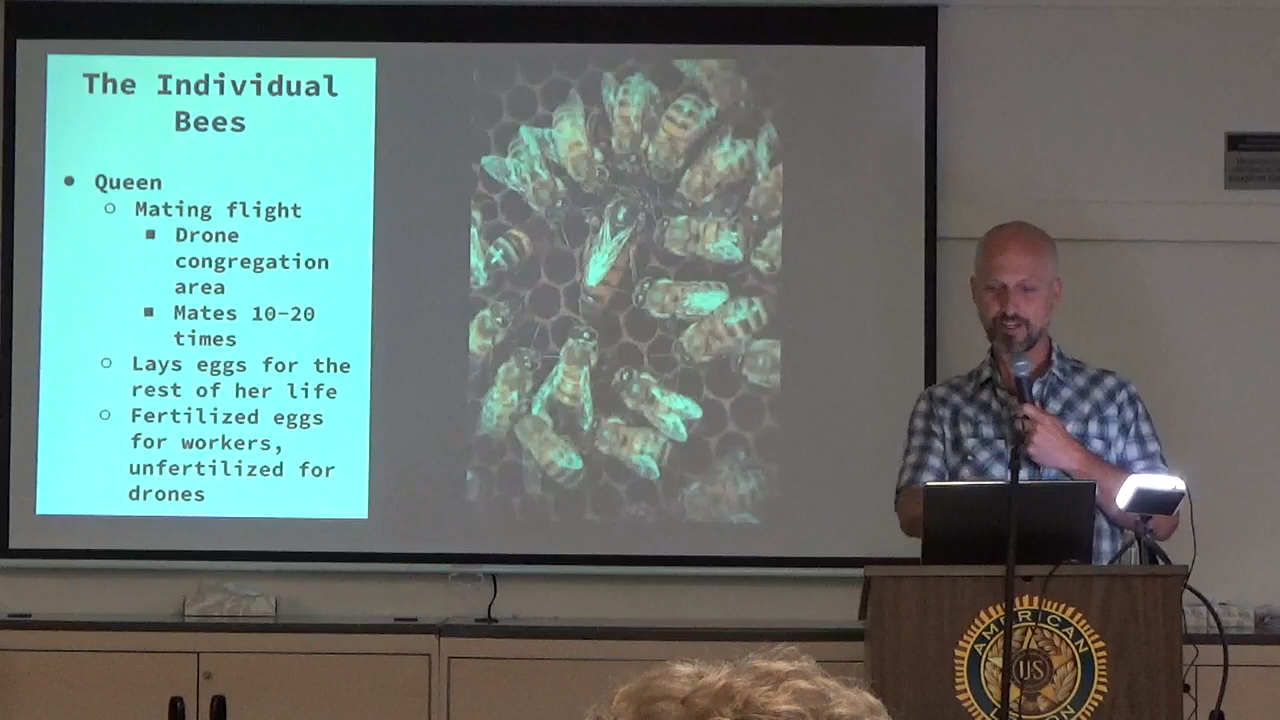 The Individual
Bees
● Queen
○ Mating flight
■ Drone
congregation
area
■ Mates 10-20
times
○ Lays eggs for the
rest of her life
○ Fertilized eggs
for workers,
unfertilized for
drones
AMERICAN
US